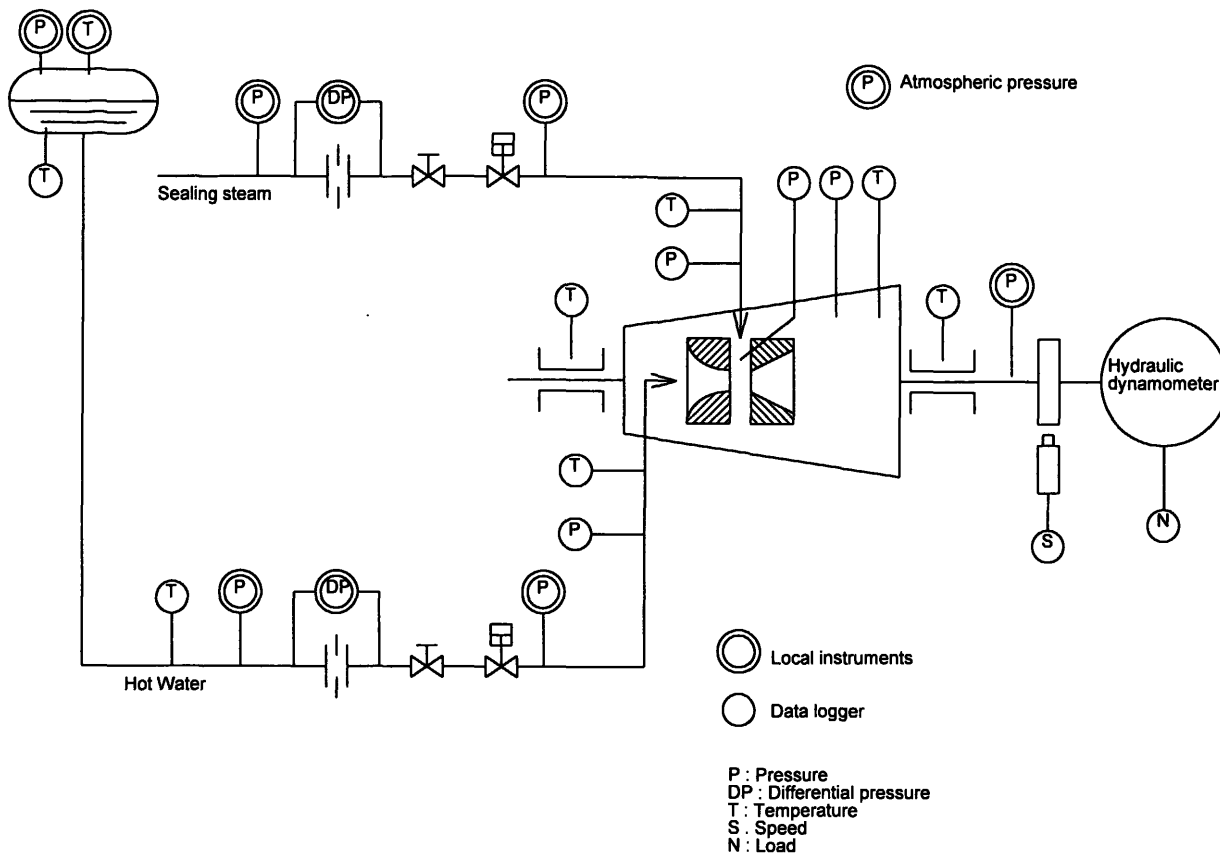 P
T
P
DP
P
P
Atmospheric pressure
T
Sealing steam
P
P
T
T
P
T
T
P
Hydraulic
dynamometer
T
P
S
N
T
P
DP
P
Hot Water
Local instruments
Data logger
P : Pressure
DP : Differential pressure
T : Temperature
S . Speed
N : Load